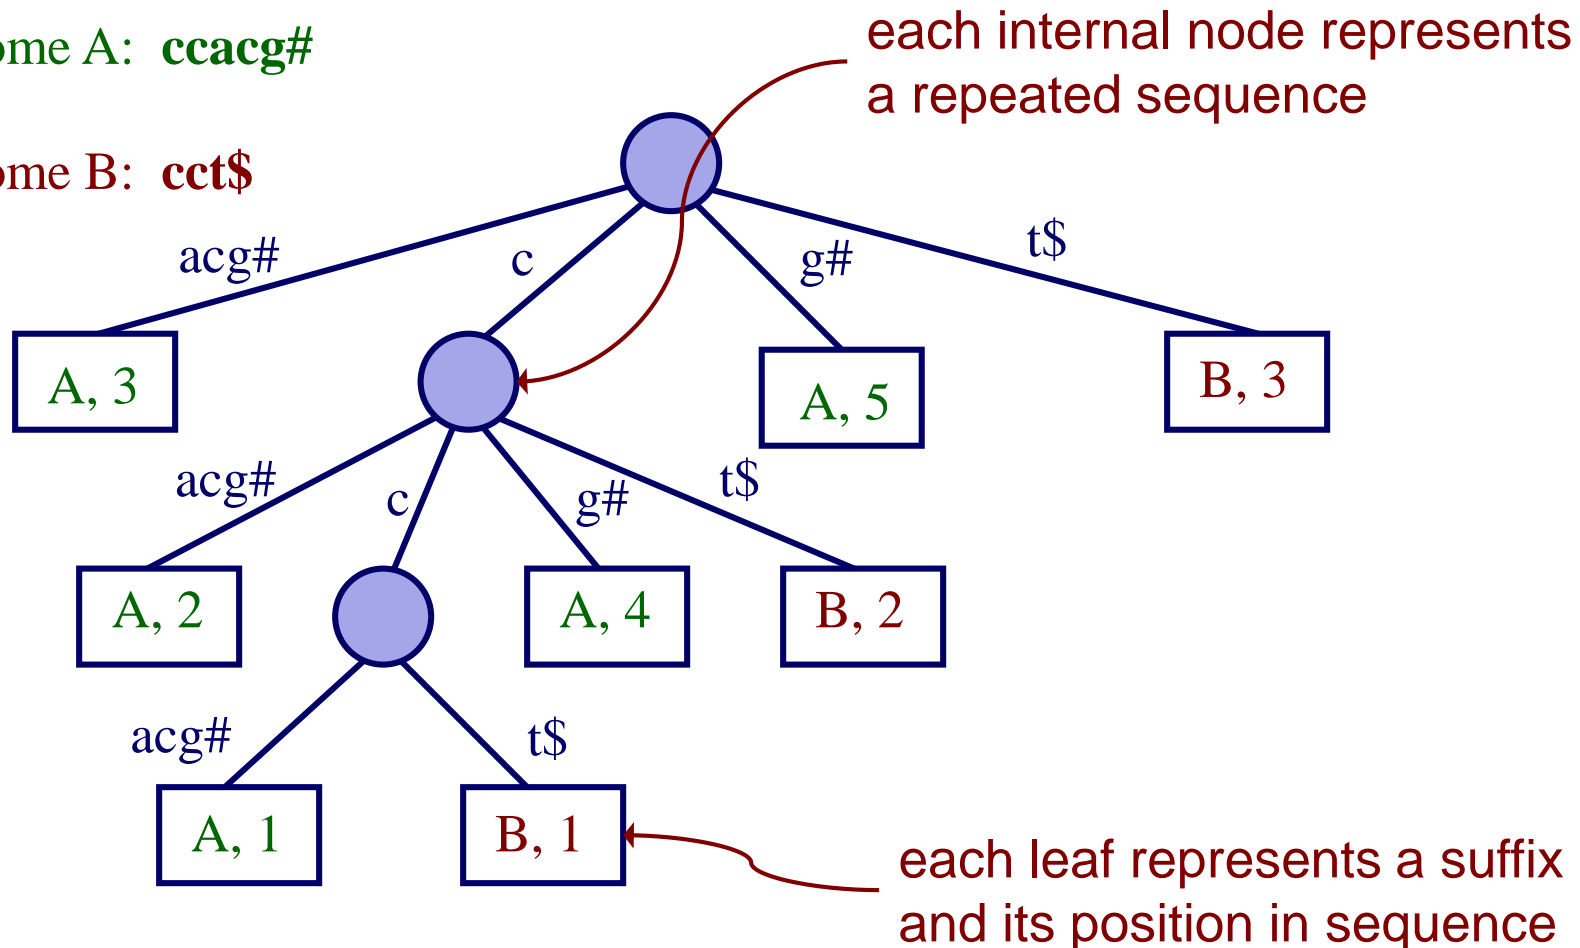 each internal node represents
ome A: ccacg#
a repeated sequence
ome B: cct$
acg#
c
g#
t$
A, 3
A, 5
B, 3
acg#
c
g#
t$
A, 2
A, 4
B, 2
acg#
t$
A, 1
B, 1
each leaf represents a suffix
and its position in sequence